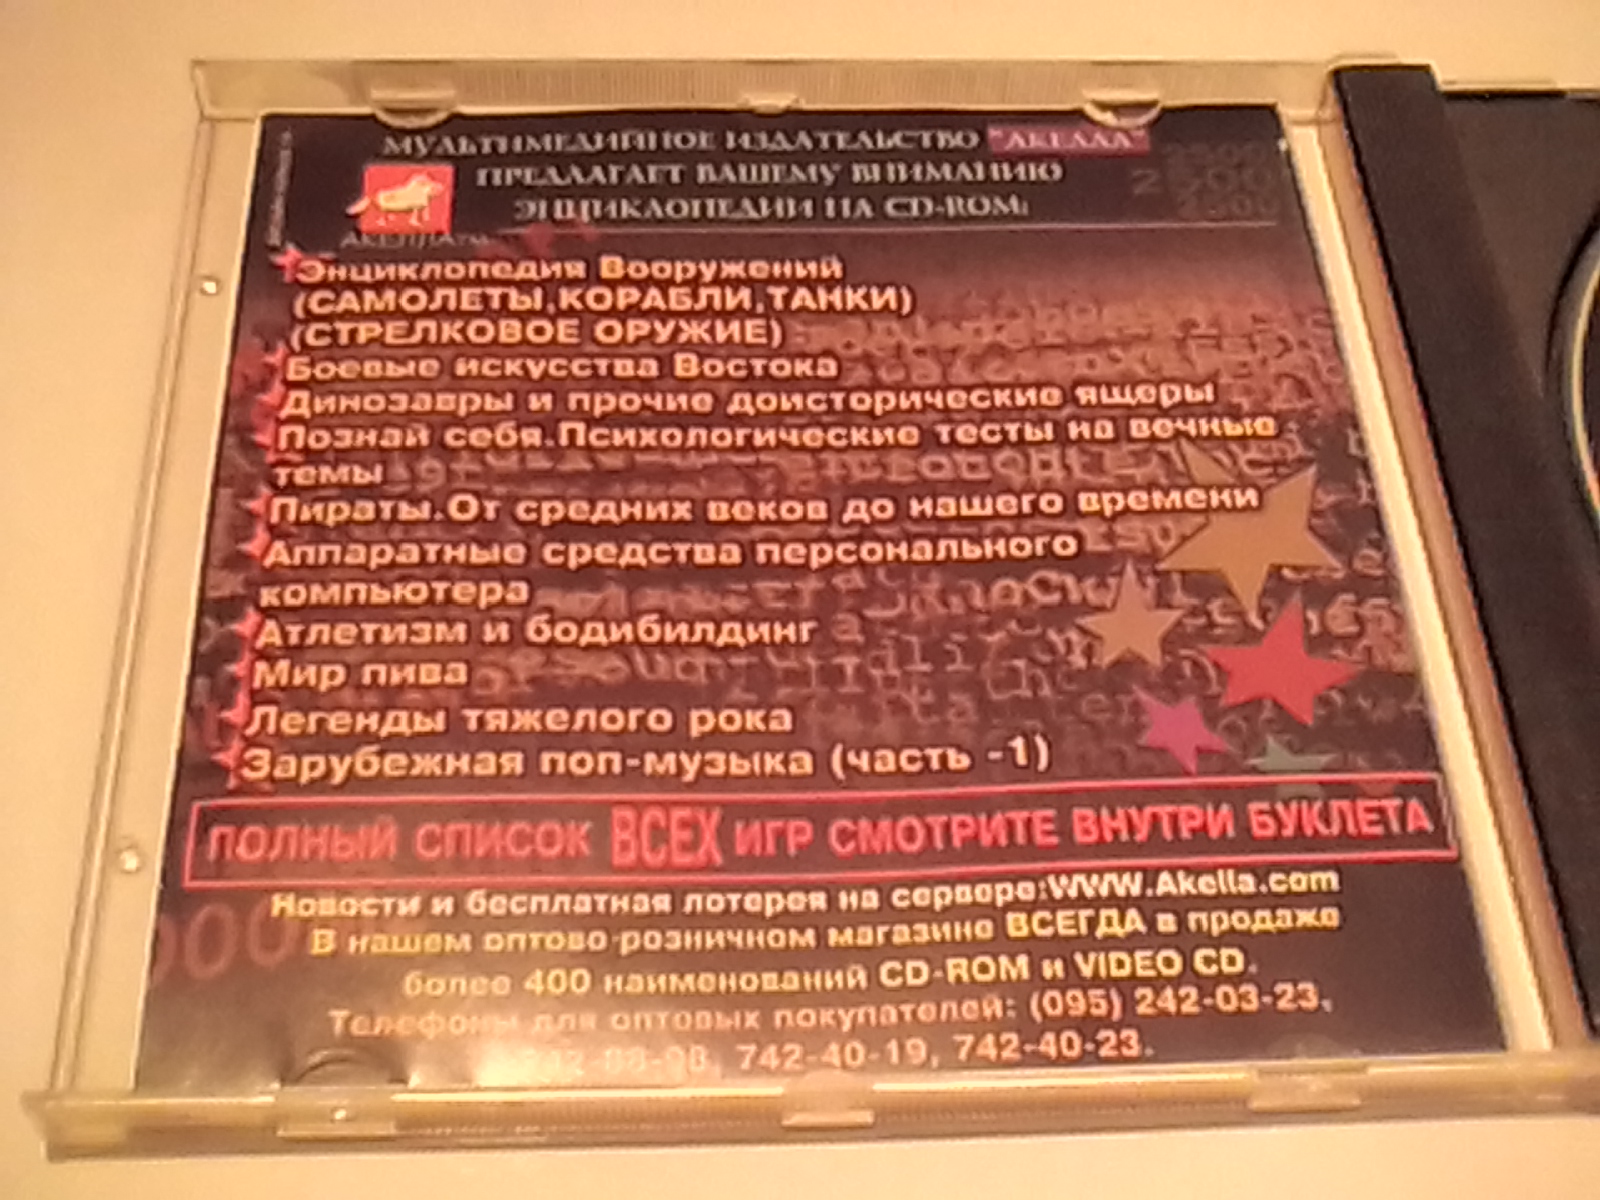 МУЛЬТИМЕДИЙНОЕ ИЗДАТЕЛЬСТВО "АКЕЛЛА"
ПРЕДЛАГАЕТ ВАШЕМУ ВНИМАНИЮ
ЭНЦИКЛОПЕДИИ НА CD-ROM:
АКЕЛЛА
Энциклопедия Вооружений
(САМОЛЕТЫ,КОРАБЛИ,ТАНКИ)
(СТРЕЛКОВОЕ ОРУЖИЕ)
Боевые искусства Востока
Динозавры и прочие доисторические ящеры
Познай себя.Психологические тесты на вечные
темы
Пираты.От средних веков до нашего времени
Аппаратные средства персонального
компьютера
Атлетизм и бодибилдинг
Мир пива
Легенды тяжелого рока
Зарубежная поп-музыка (часть -1)
ПОЛНЫЙ СПИСОК ВСЕХ ИГР СМОТРИТЕ ВНУТРИ БУКЛЕТА
Новости и бесплатная лотерея на сервере:WWW.Akella.com
В нашем оптово-розничном магазине ВСЕГДА в продаже
более 400 наименований CD-ROM и VIDEO CD.
Телефоны для оптовых покупателей: (095) 242-03-23,
742-40-19, 742-40-23.